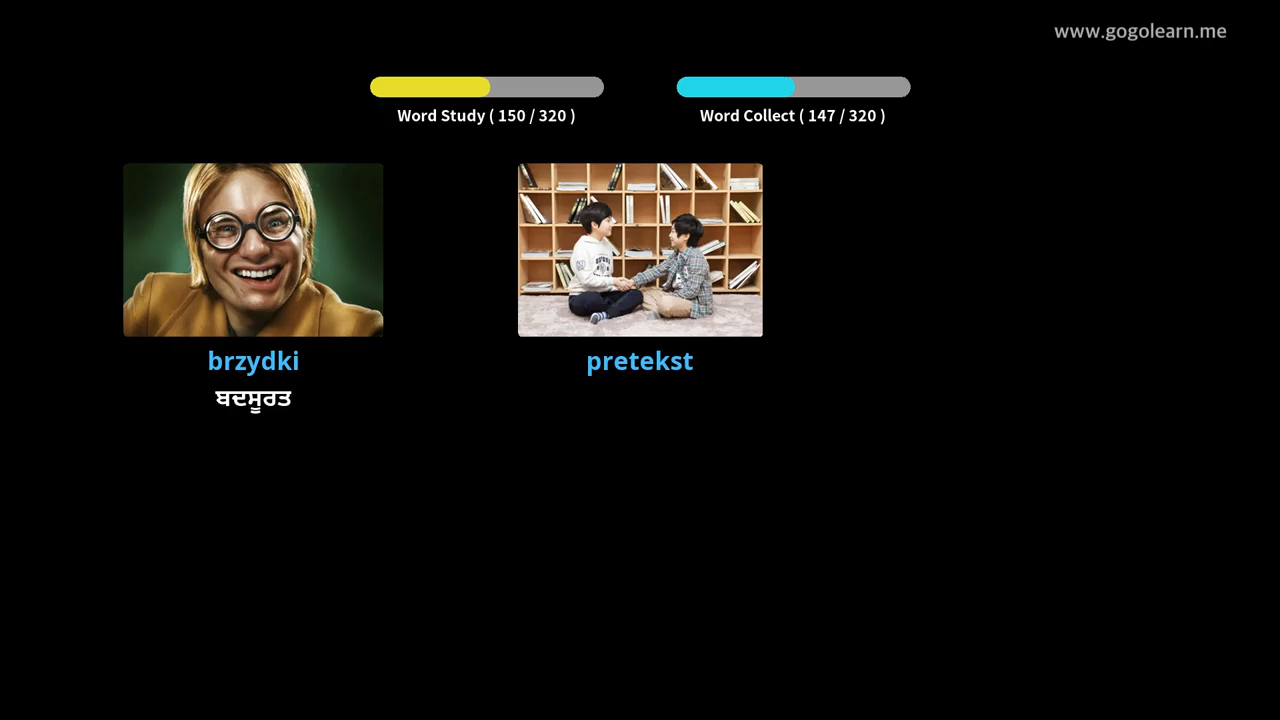 www.gogolearn.me
Word Study ( 150 / 320 )
Word Collect ( 147 / 320 )
brzydki
pretekst
ਬਦਸੂਰਤ